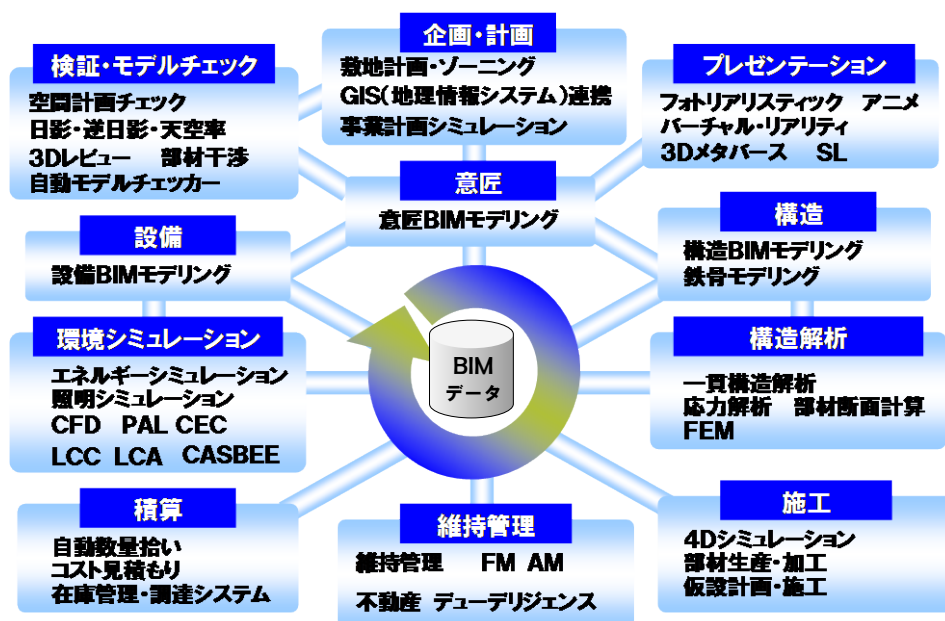 検証・モデルチェック
空間計画チェック
日影・逆日影・天空率
3Dレビュー　部材干渉
自動モデルチェッカー
企画・計画
敷地計画・ゾーニング
GIS(地理情報システム)連携
事業計画シミュレーション
プレゼンテーション
フォトリアリスティック　アニメ
バーチャル・リアリティ
3Dメタバース　SL
意匠
意匠BIMモデリング
設備
設備BIMモデリング
構造
構造BIMモデリング
鉄骨モデリング
環境シミュレーション
エネルギーシミュレーション
照明シミュレーション
CFD　PAL CEC
LCC LCA　CASBEE
BIM
データ
構造解析
一貫構造解析
応力解析　部材断面計算
FEM
積算
自動数量拾い
コスト見積もり
在庫管理・調達システム
維持管理
維持管理　FM AM
不動産 デューデリジェンス
施工
4Dシミュレーション
部材生産・加工
仮設計画・施工